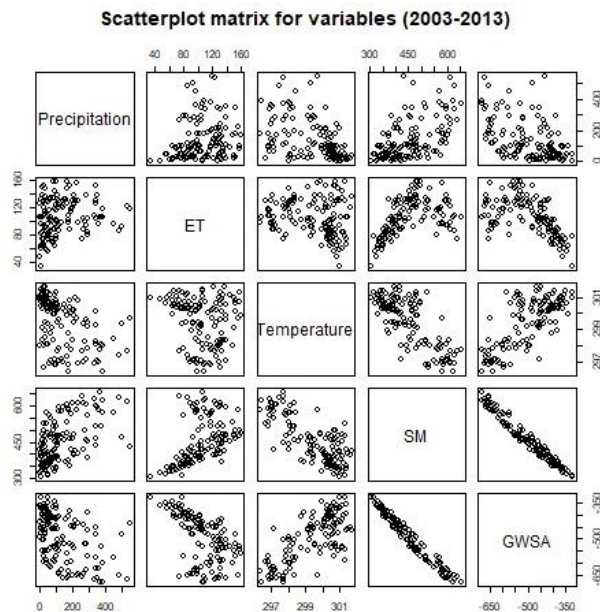 Scatterplot matrix for variables (2003-2013)
40 80 120 160 300 450 600
Precipitation
0 200 400
40 80 120 160
ET
Temperature
297 298 299 301
300 450 600
SM
GWSA
-650 -500 -350
0 200 400 297 299 301 -650 -500 -350